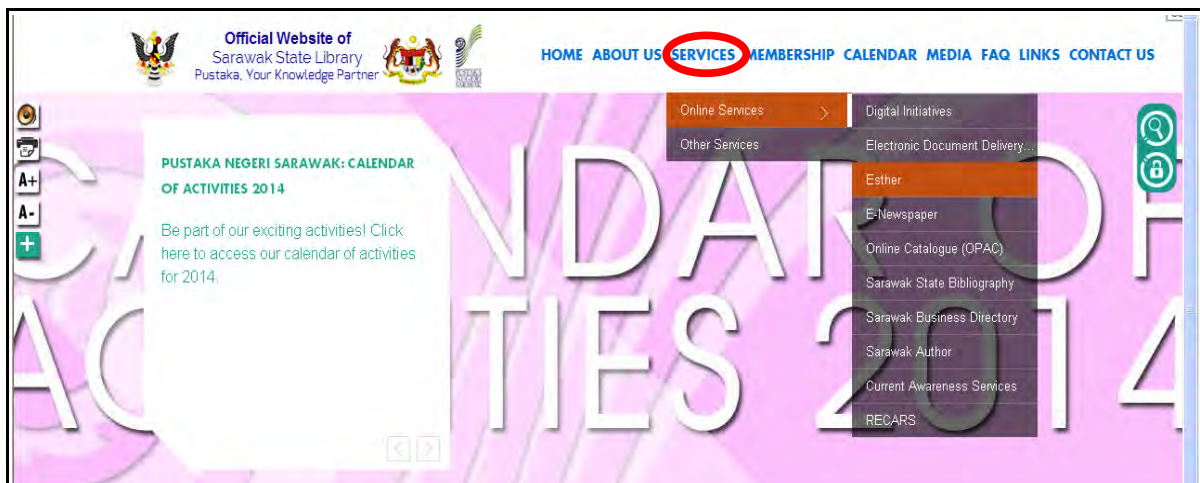 Official Website of
Sarawak State Library
Pustaka, Your Knowledge Partner
HOME ABOUT US SERVICES MEMBERSHIP CALENDAR MEDIA FAQ LINKS CONTACT US
Online Services
Other Services
Digital Initiatives
Electronic Document Delivery...
Esther
E-Newspaper
Online Catalogue (OPAC)
Sarawak State Bibliography
Sarawak Business Directory
Sarawak Author
Current Awareness Services
RECARS
A+
A-
PUSTAKA NEGERI SARAWAK: CALENDAR
OF ACTIVITIES 2014
Be part of our exciting activities! Click
here to access our calendar of activities
for 2014.
CALENDAR OF
ACTIVITIES 2014